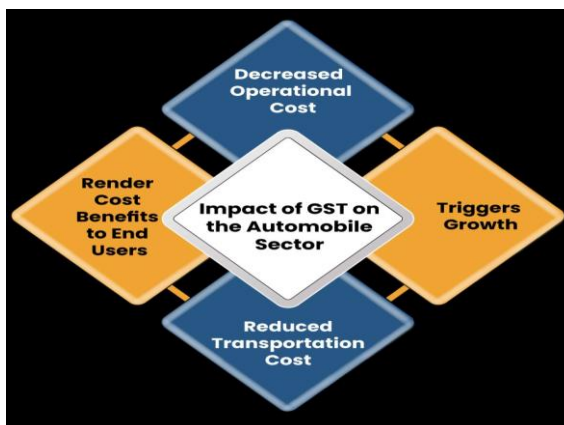 Decreased
Operational
Cost
Render
Cost
Benefits
to End
Users
Impact of GST on
the Automobile
Sector
Triggers
Growth
Reduced
Transportation
Cost